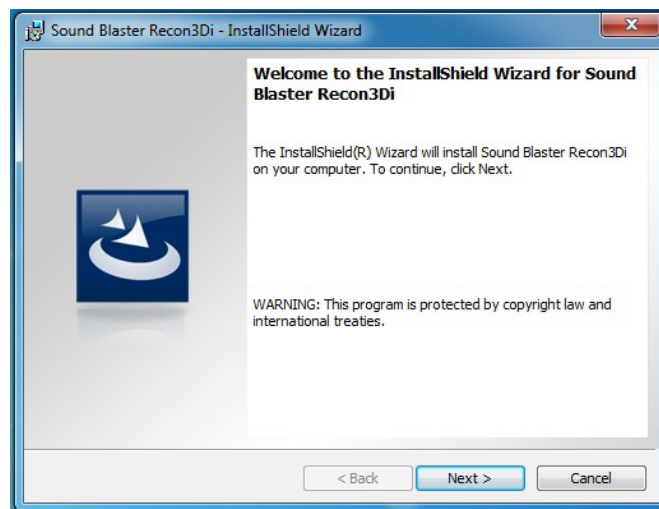 Sound Blaster Recon3Di - InstallShield Wizard
Welcome to the InstallShield Wizard for Sound
Blaster Recon3Di
The InstallShield(R) Wizard will install Sound Blaster Recon3Di
on your computer. To continue, click Next.
WARNING: This program is protected by copyright law and
international treaties.
< Back
Next >
Cancel